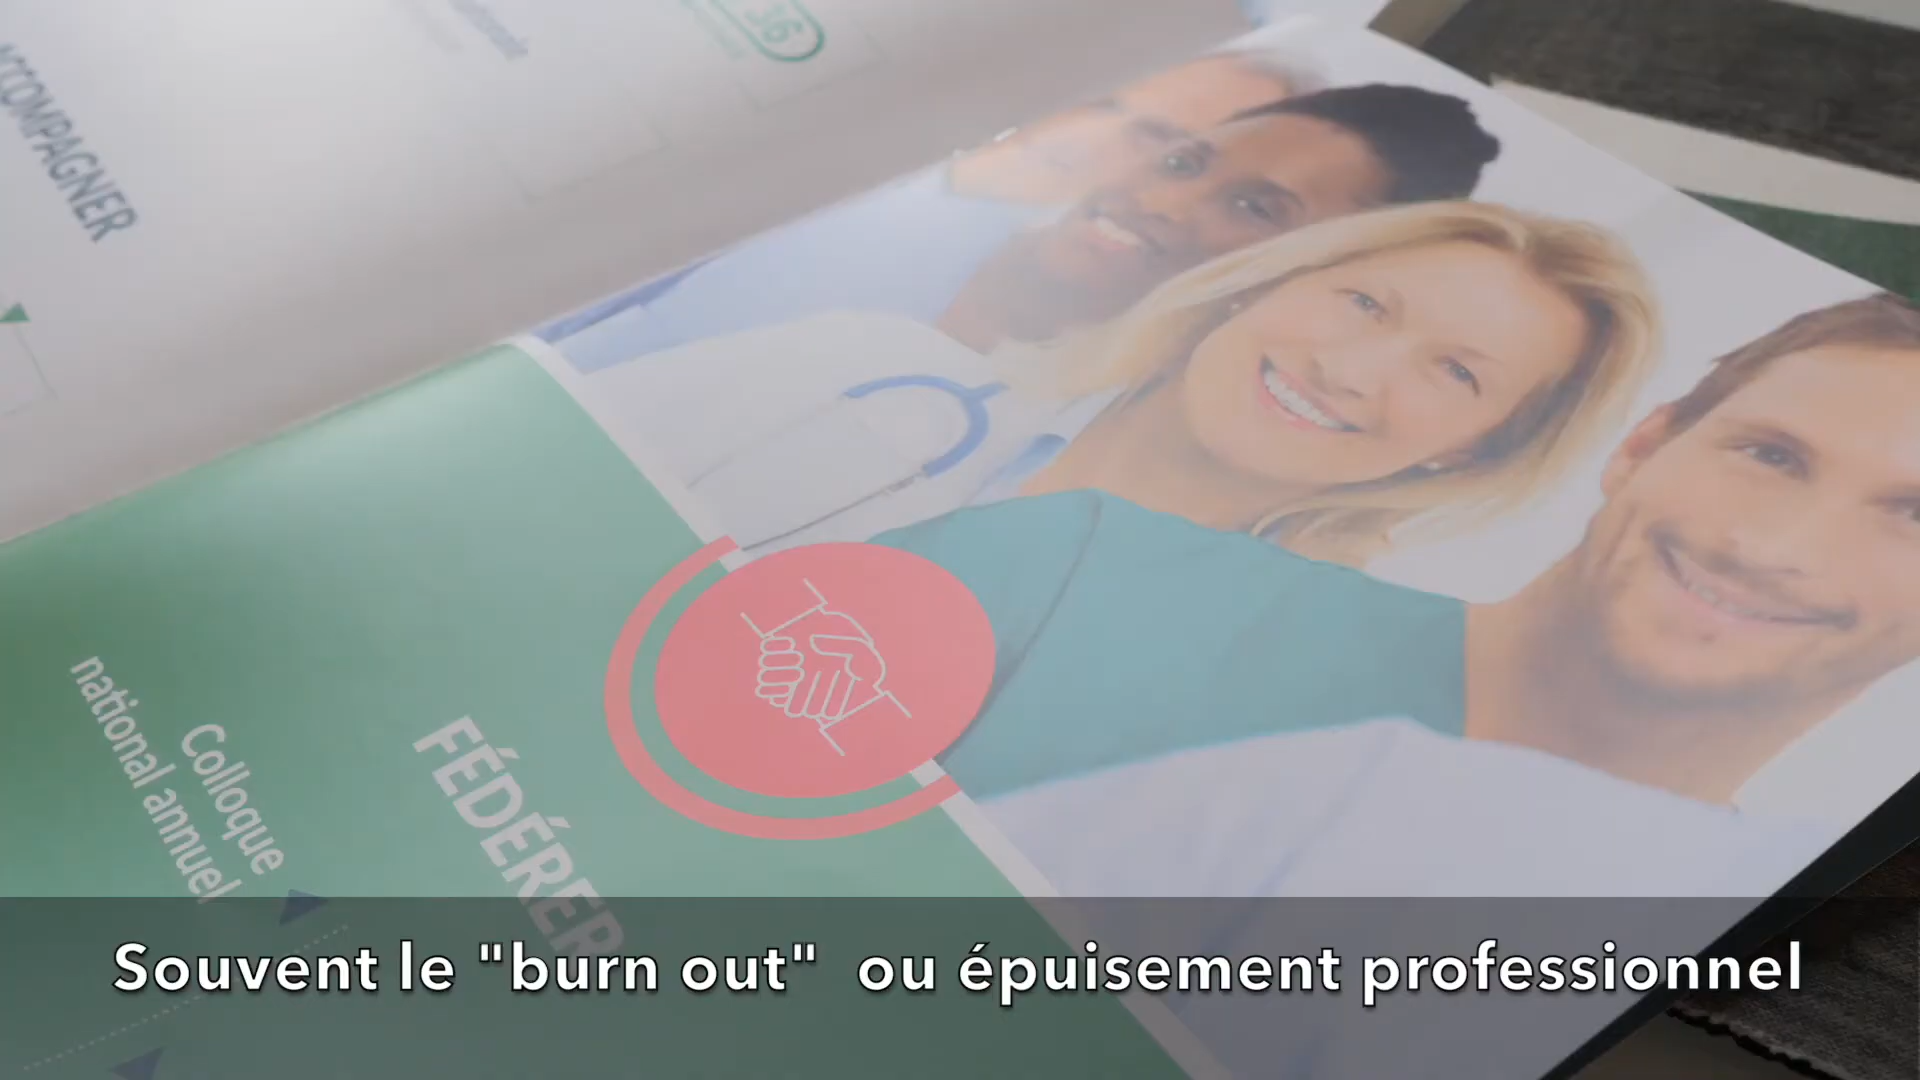 ACCOMPAGNER
36
FÉDÉRER
Colloque
national annuel
Souvent le "burn out"  ou épuisement professionnel